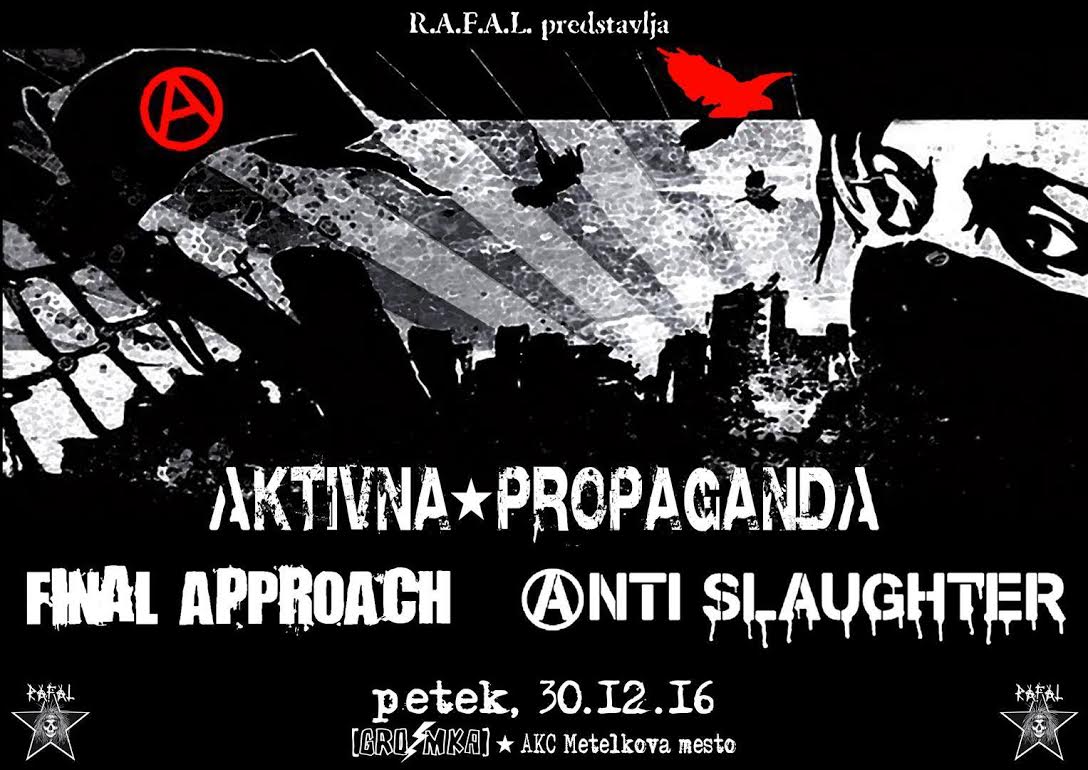 R.A.F.A.L. predstavlja
A
AKTIVNA★PROPAGANDA
FINAL APPROACH
ANTI SLAUGHTER
petek, 30.12.16
[GROMKA] ★ AKC Metelkova mesto
RAFAL
RAFAL